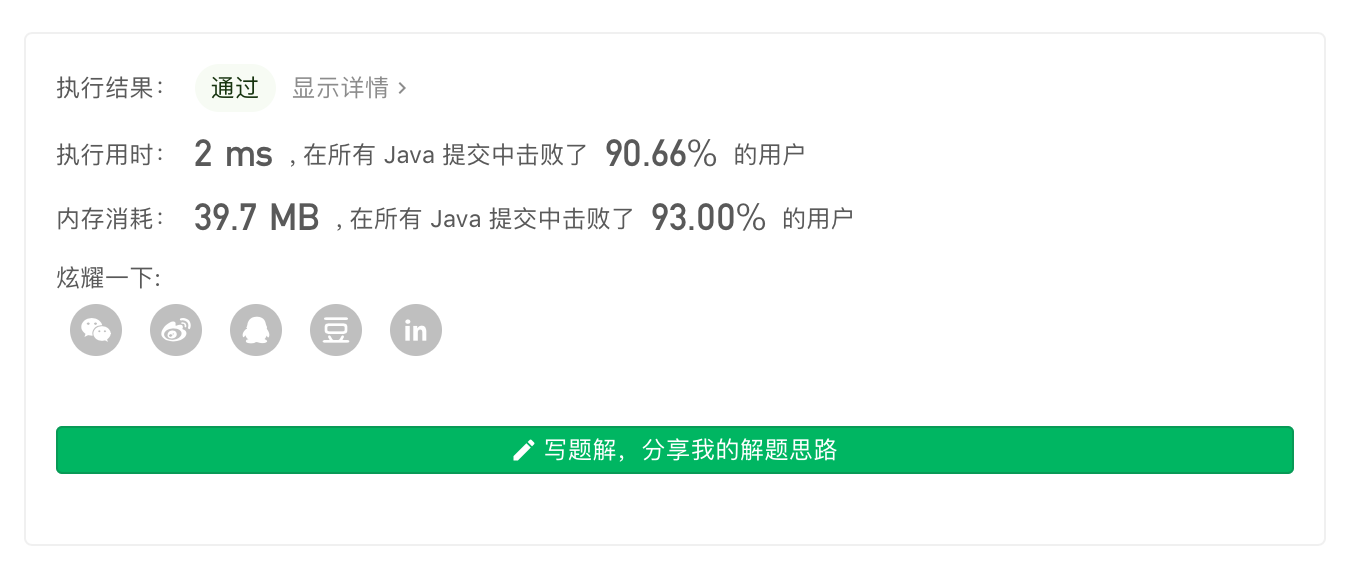 执行结果： 通过 显示详情 ›
执行用时： 2 ms , 在所有 Java 提交中击败了 90.66% 的用户
内存消耗： 39.7 MB , 在所有 Java 提交中击败了 93.00% 的用户
炫耀一下:
豆 in
写题解，分享我的解题思路